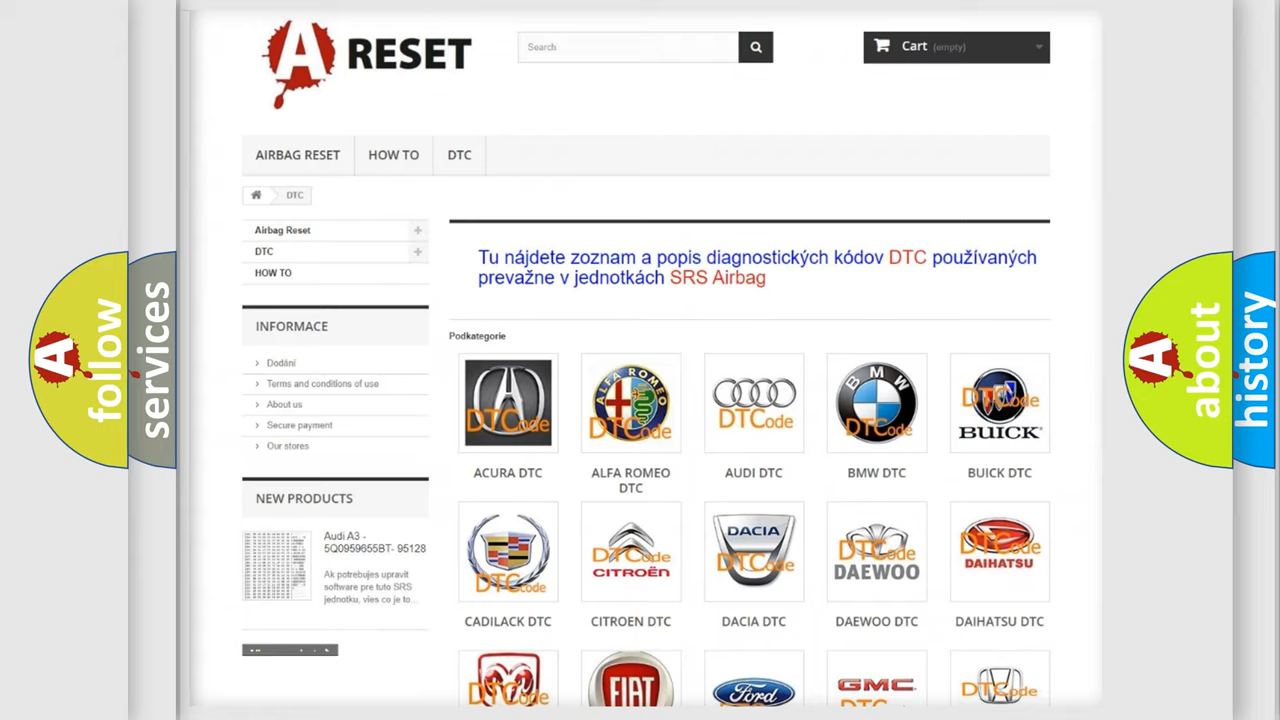 A RESET
Search
Cart (empty)
AIRBAG RESET
HOW TO
DTC
DTC
Airbag Reset
DTC
HOW TO
Tu nájdete zoznam a popis diagnostických kódov DTC používaných
prevažne v jednotkách SRS Airbag
INFORMACE
Dodání
Terms and conditions of use
About us
Secure payment
Our stores
NEW PRODUCTS
Audi A3 -
5Q0959655BT- 95128
Ak potrebujes upravit
software pre tuto SRS
jednotku, vies co je to...
Podkategorie
DTCode
ALFA ROMEO
DTCode
DTCode
BMW
DTCode
DTCode
BUICK
ACURA DTC
ALFA ROMEO
DTC
AUDI DTC
BMW DTC
BUICK DTC
DTCode
DTCode
CITROËN
DACIA
DTCode
DTCode
DAEWOO
DTCode
DAIHATSU
CADILACK DTC
CITROEN DTC
DACIA DTC
DAEWOO DTC
DAIHATSU DTC
DTCode
FIAT
Ford
GMC
DTCode
A follow
services
A about
history